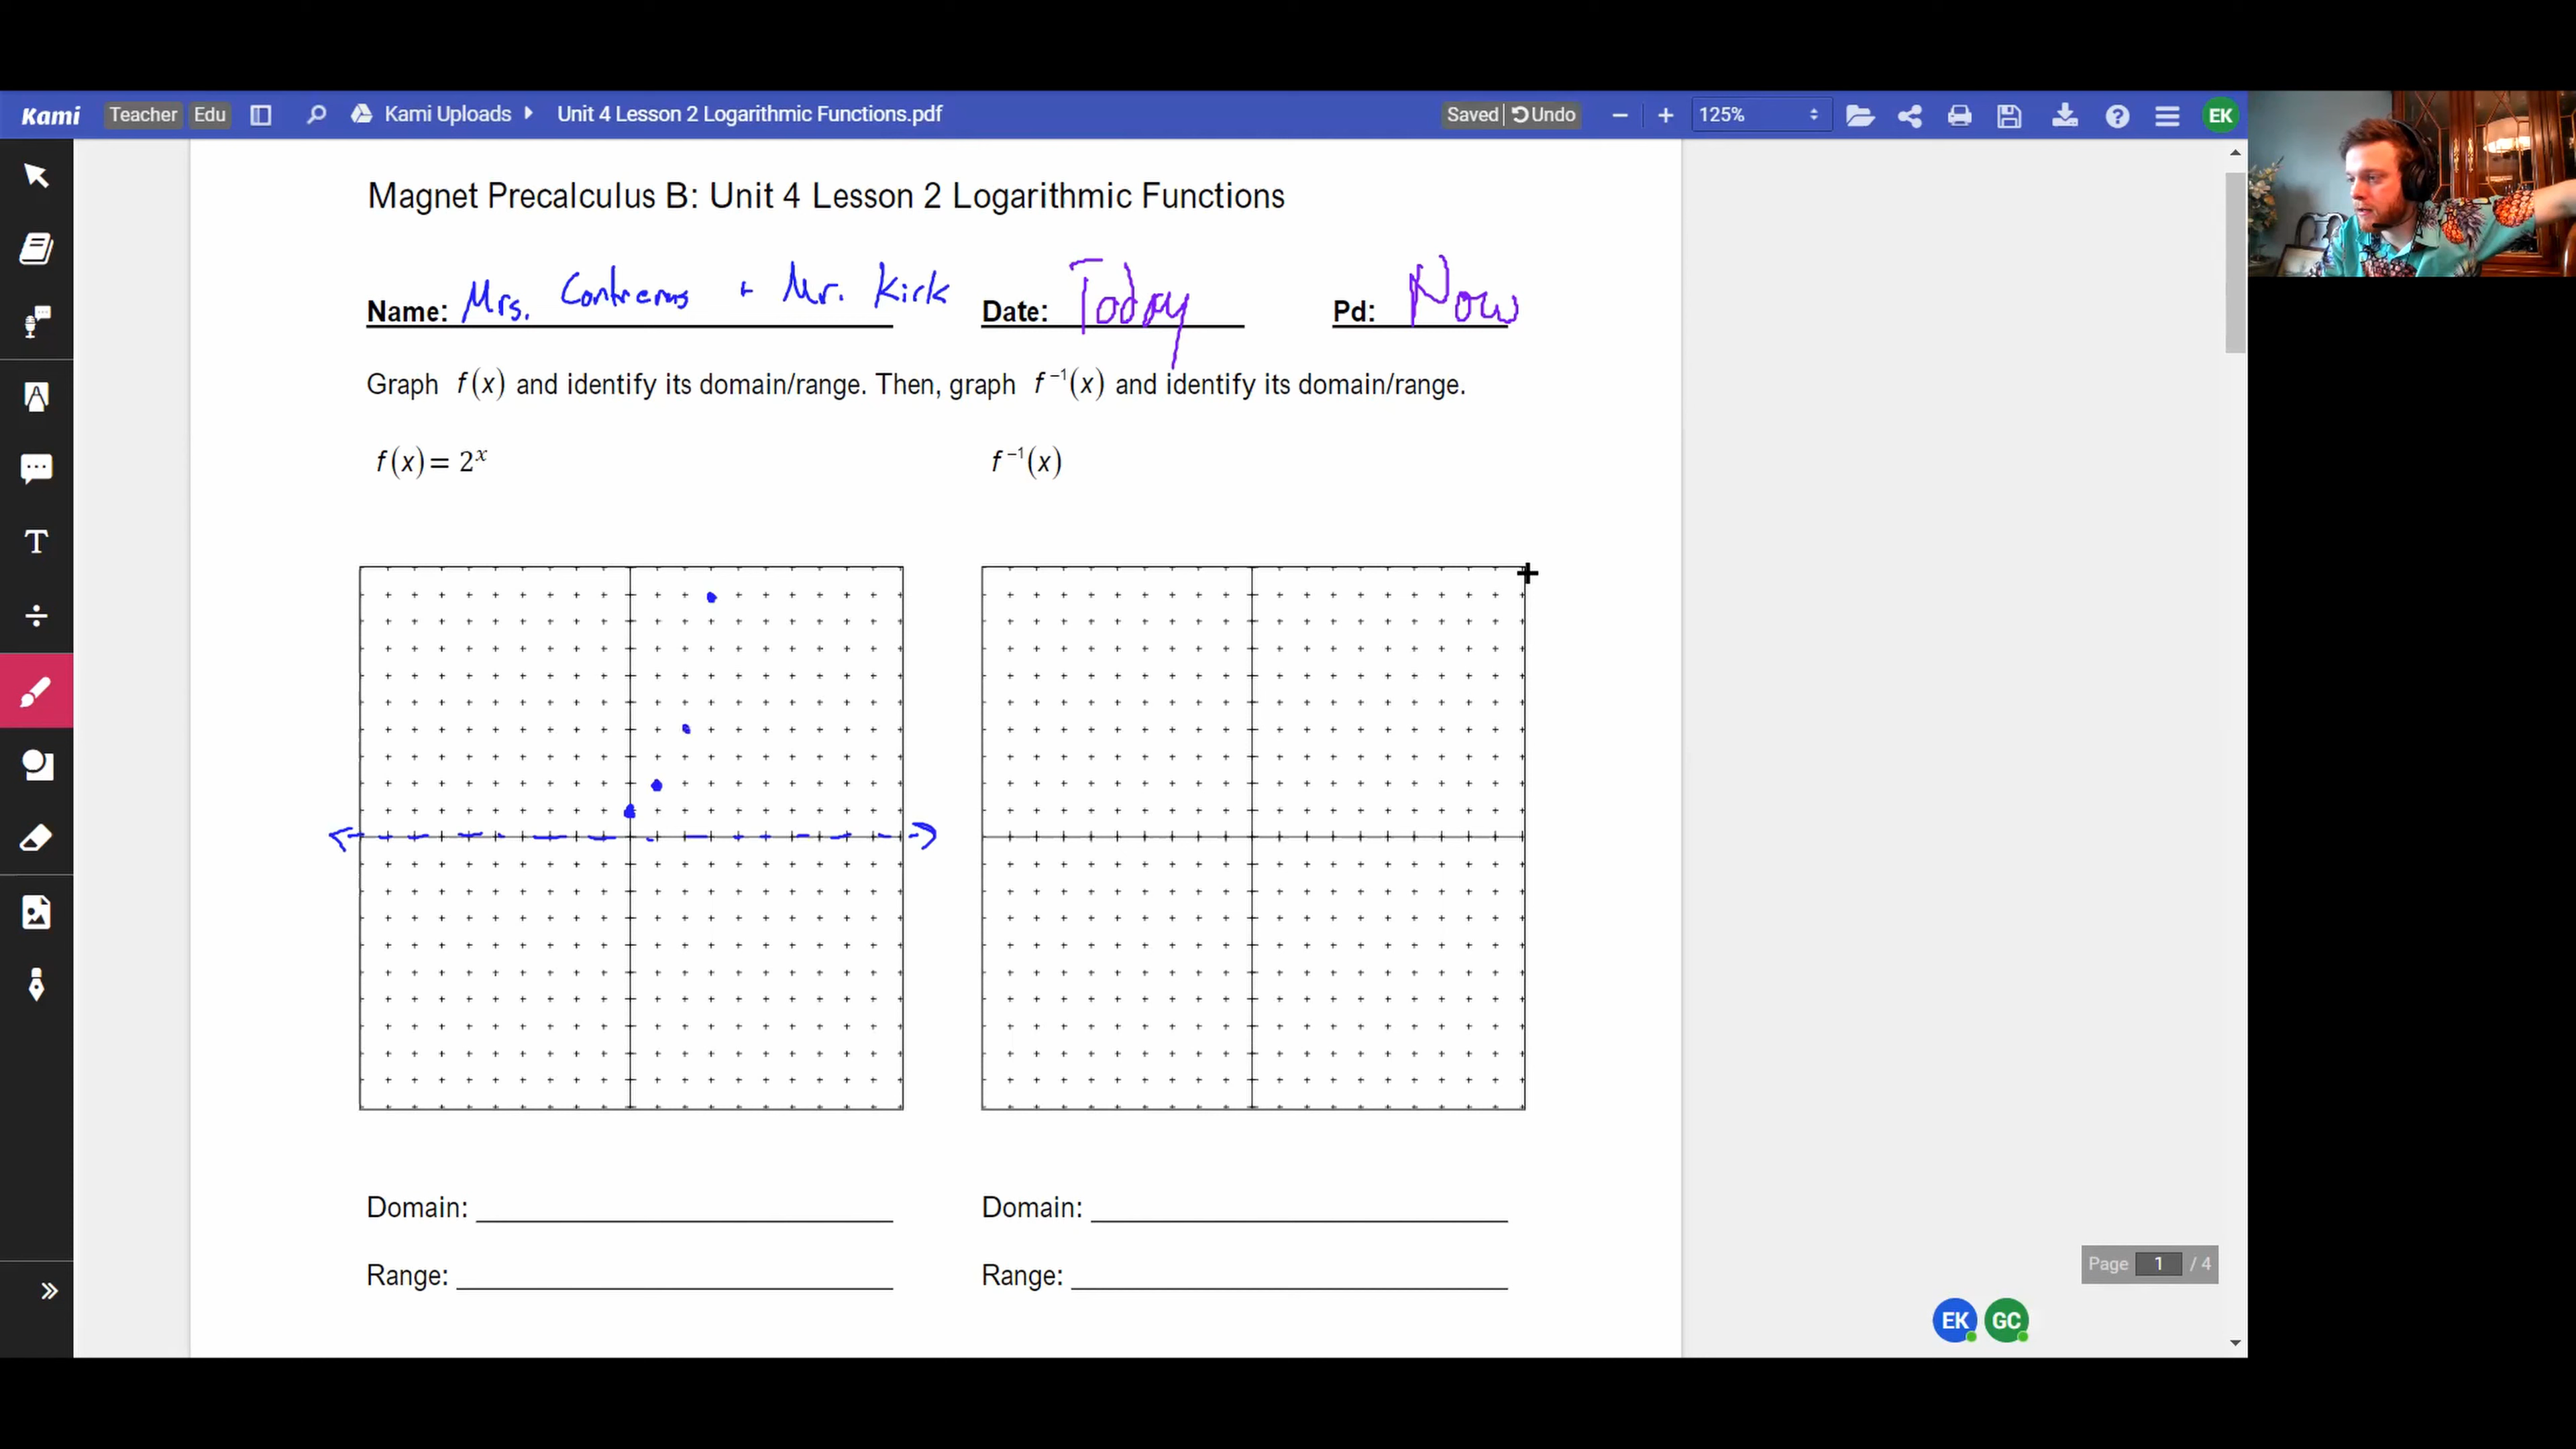 Kami Teacher Edu Kami Uploads Unit 4 Lesson 2 Logarithmic Functions.pdf Saved Undo 125% EK
Magnet Precalculus B: Unit 4 Lesson 2 Logarithmic Functions
Name: Mrs. Contreras + Mr. Kirk Date: Today Pd: Now
Graph f(x) and identify its domain/range. Then, graph f⁻¹(x) and identify its domain/range.
f(x) = 2ˣ f⁻¹(x)
Domain: Domain:
Range: Range:
Page 1 / 4
EK GC